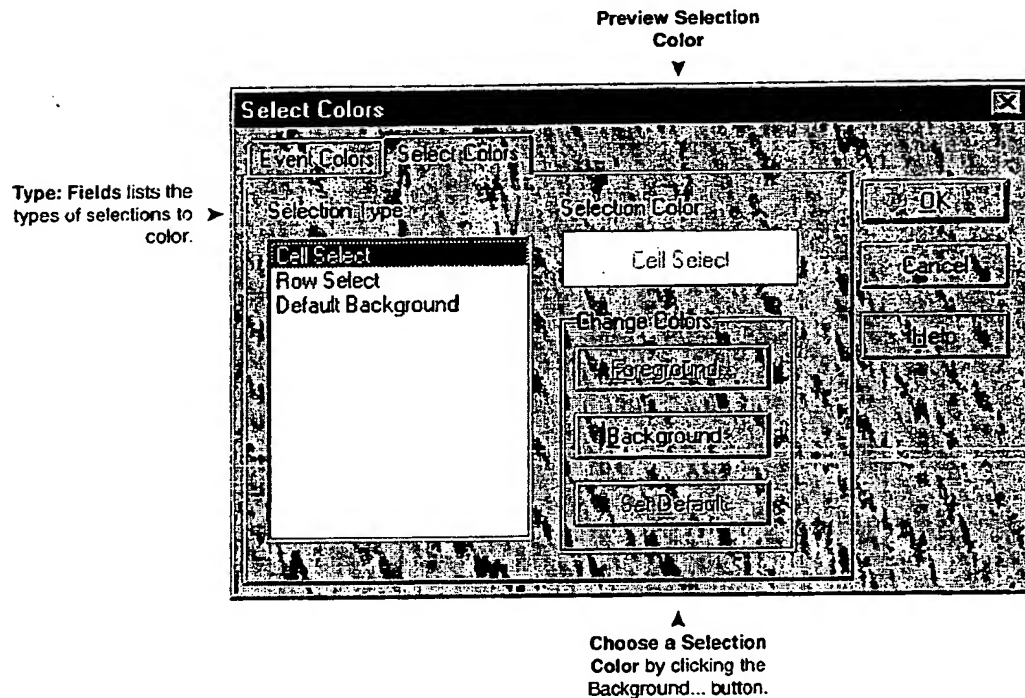 Preview Selection
Color
Select Colors
Event Colors
Select Colors
Type: Fields lists the
types of selections to
color.
Selection Type
Selection Color
OK
Cell Select
Row Select
Default Background
Cell Select
Cancel
Change Colors
Help
Foreground...
Background...
Set Default
Choose a Selection
Color by clicking the
Background... button.